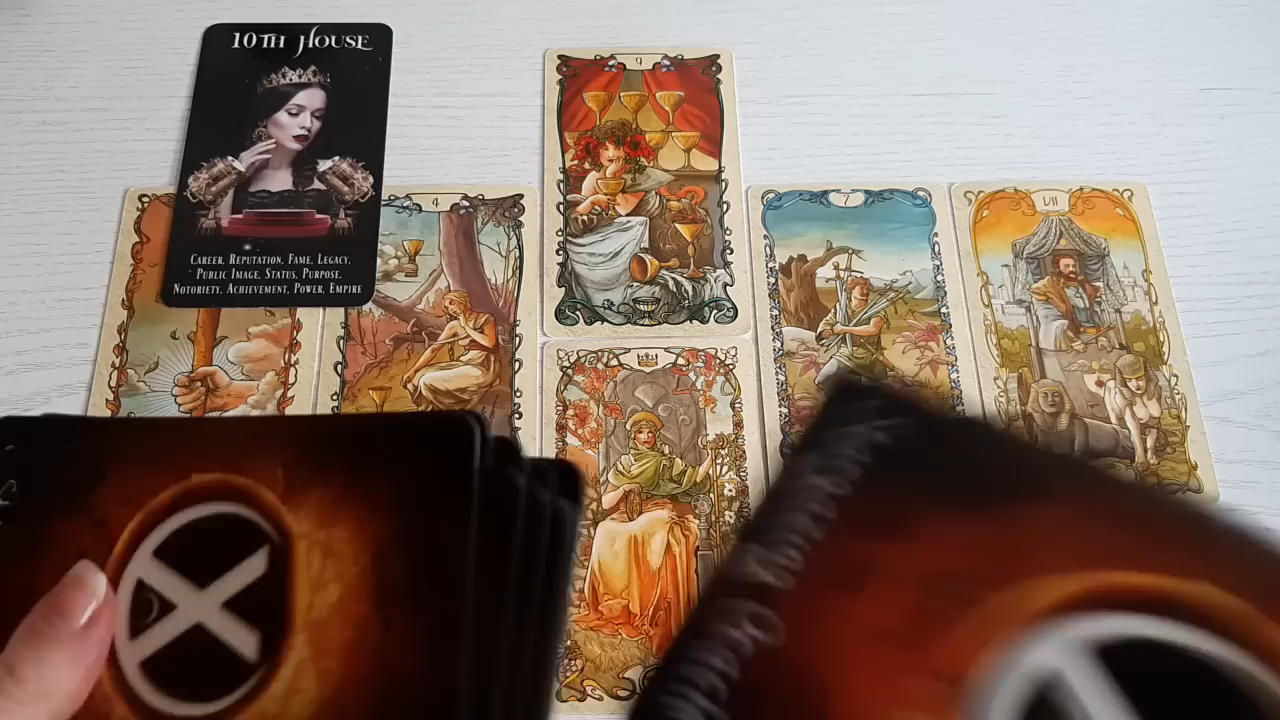 10TH HOUSE
CAREER, REPUTATION, FAME, LEGACY,
PUBLIC IMAGE, STATUS, PURPOSE,
NOTORIETY, ACHIEVEMENT, POWER, EMPIRE
4
9
7
VII